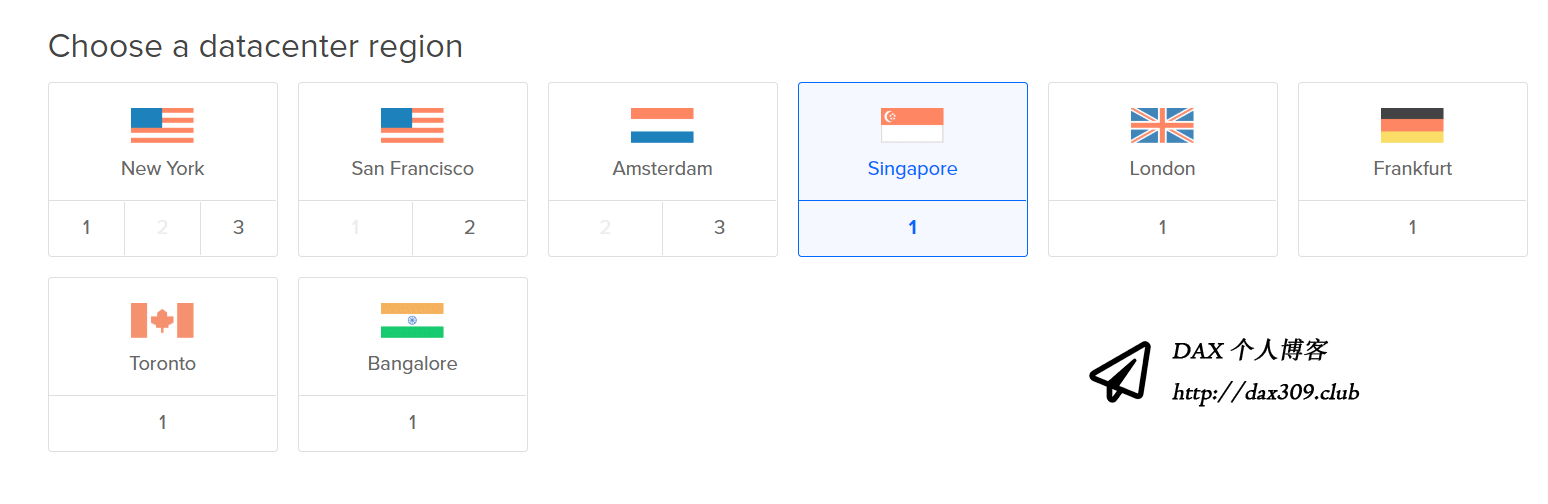 Choose a datacenter region
New York
San Francisco
Amsterdam
Singapore
London
Frankfurt
1 2 3
1 2
2 3
1
1
1
Toronto
Bangalore
1
1
DAX 个人博客
http://dax309.club